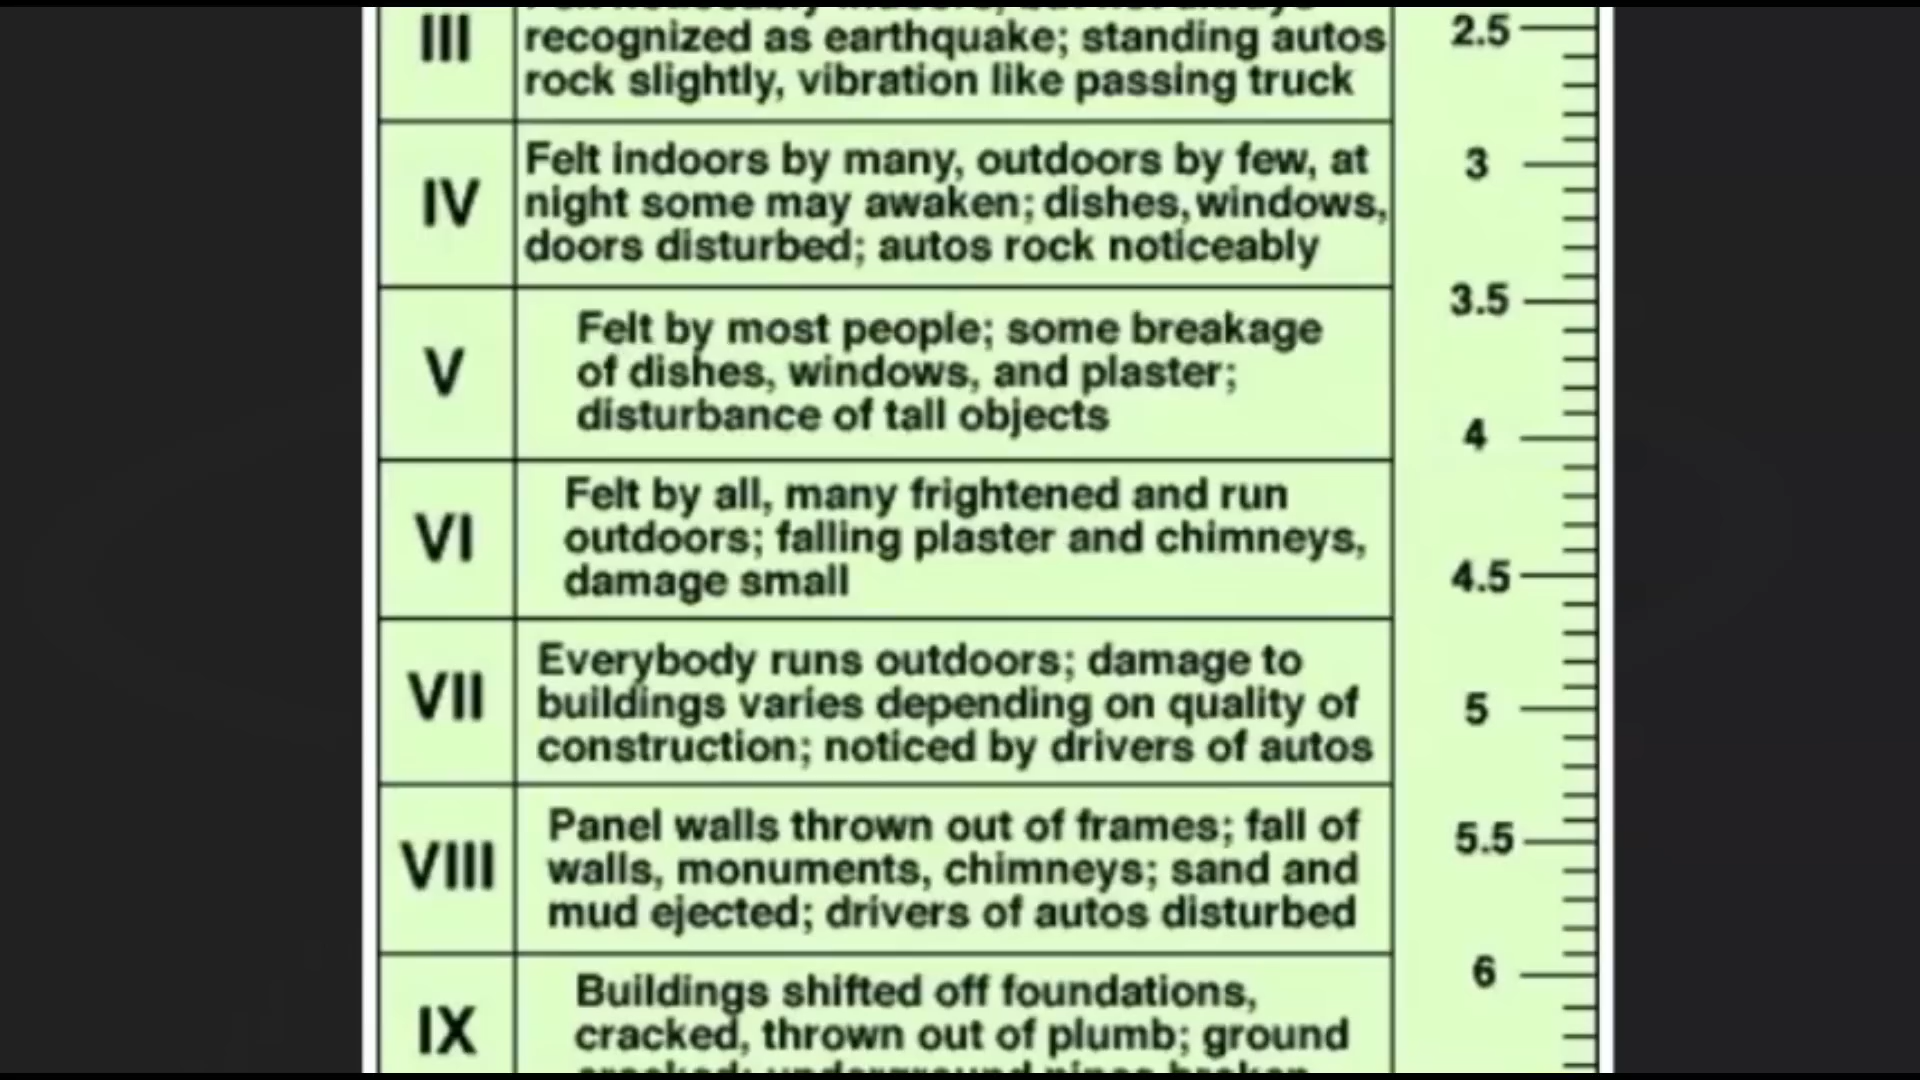 III
recognized as earthquake; standing autos
rock slightly, vibration like passing truck
2.5
IV
Felt indoors by many, outdoors by few, at
night some may awaken; dishes, windows,
doors disturbed; autos rock noticeably
3
V
Felt by most people; some breakage
of dishes, windows, and plaster;
disturbance of tall objects
3.5
4
VI
Felt by all, many frightened and run
outdoors; falling plaster and chimneys,
damage small
4.5
VII
Everybody runs outdoors; damage to
buildings varies depending on quality of
construction; noticed by drivers of autos
5
VIII
Panel walls thrown out of frames; fall of
walls, monuments, chimneys; sand and
mud ejected; drivers of autos disturbed
5.5
IX
Buildings shifted off foundations,
cracked, thrown out of plumb; ground
6